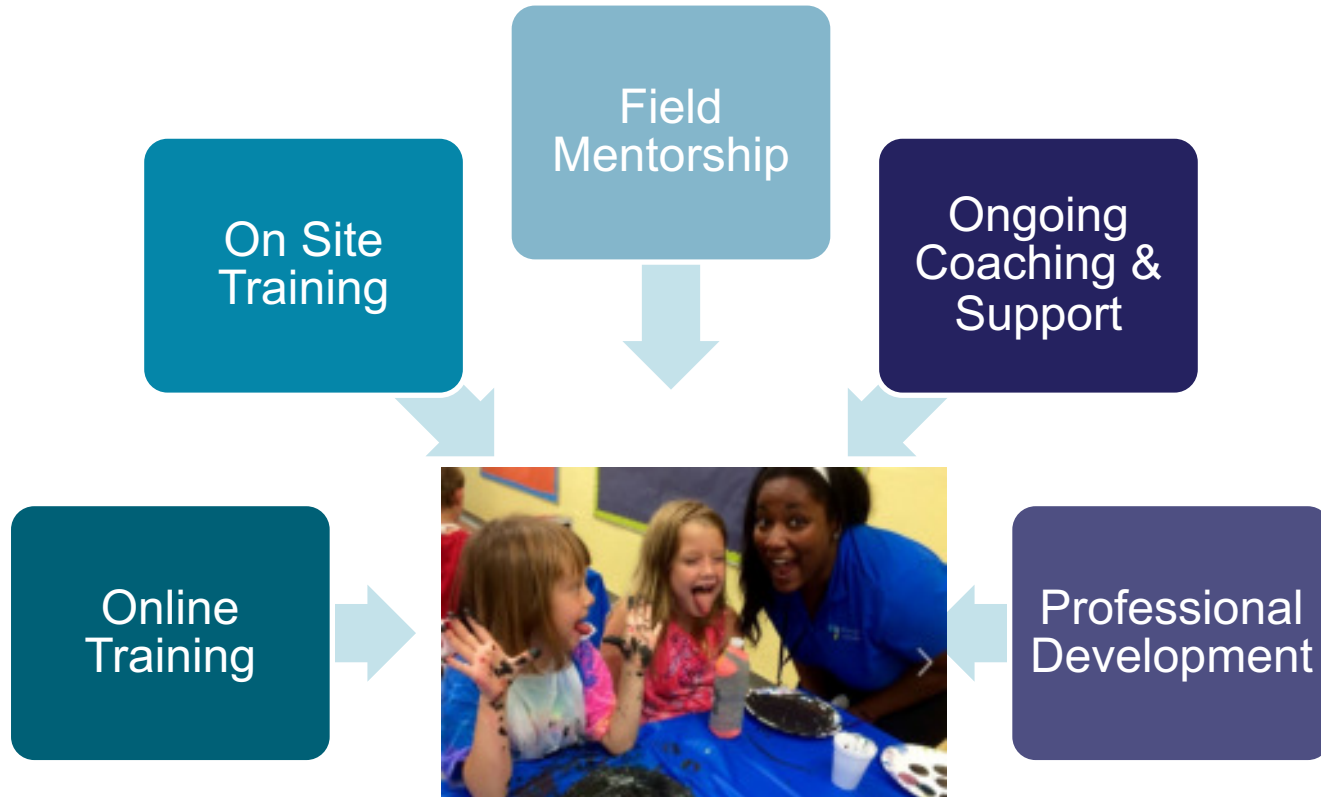 Field
Mentorship
On Site
Training
Ongoing
Coaching &
Support
Online
Training
Professional
Development